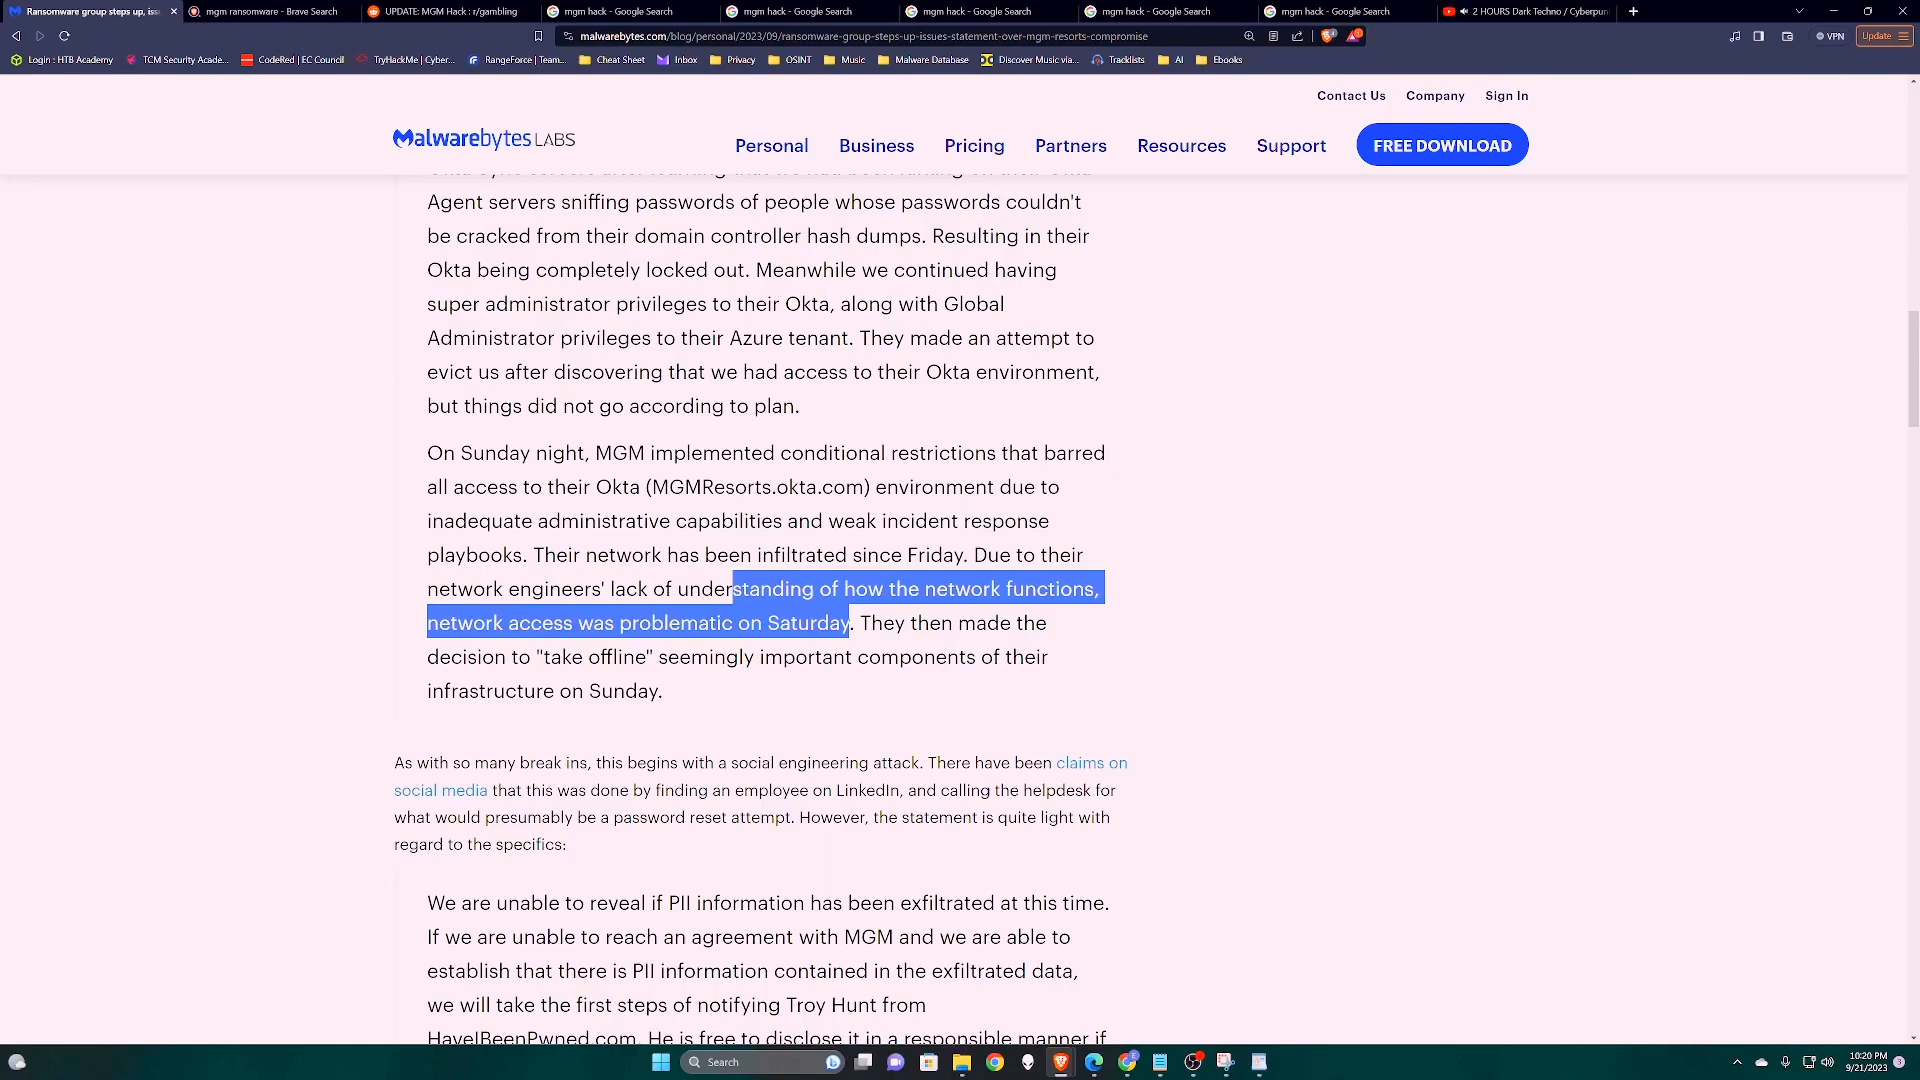 Ransomware group steps up, iss
mgm ransomware - Brave Search
UPDATE: MGM Hack : r/gambling
mgm hack - Google Search
mgm hack - Google Search
mgm hack - Google Search
mgm hack - Google Search
mgm hack - Google Search
2 HOURS Dark Techno / Cyberpun
malwarebytes.com/blog/personal/2023/09/ransomware-group-steps-up-issues-statement-over-mgm-resorts-compromise
VPN
Update
Login : HTB Academy
TCM Security Acade...
CodeRed | EC Council
TryHackMe | Cyber...
RangeForce | Team...
Cheat Sheet
Inbox
Privacy
OSINT
Music
Malware Database
Discover Music via...
Tracklists
AI
Ebooks
Contact Us Company Sign In
Malwarebytes LABS
Personal Business Pricing Partners Resources Support FREE DOWNLOAD
Agent servers sniffing passwords of people whose passwords couldn't
be cracked from their domain controller hash dumps. Resulting in their
Okta being completely locked out. Meanwhile we continued having
super administrator privileges to their Okta, along with Global
Administrator privileges to their Azure tenant. They made an attempt to
evict us after discovering that we had access to their Okta environment,
but things did not go according to plan.
On Sunday night, MGM implemented conditional restrictions that barred
all access to their Okta (MGMResorts.okta.com) environment due to
inadequate administrative capabilities and weak incident response
playbooks. Their network has been infiltrated since Friday. Due to their
network engineers' lack of understanding of how the network functions,
network access was problematic on Saturday. They then made the
decision to "take offline" seemingly important components of their
infrastructure on Sunday.
As with so many break ins, this begins with a social engineering attack. There have been claims on
social media that this was done by finding an employee on LinkedIn, and calling the helpdesk for
what would presumably be a password reset attempt. However, the statement is quite light with
regard to the specifics:
We are unable to reveal if PII information has been exfiltrated at this time.
If we are unable to reach an agreement with MGM and we are able to
establish that there is PII information contained in the exfiltrated data,
we will take the first steps of notifying Troy Hunt from
HaveIBeenPwned.com. He is free to disclose it in a responsible manner if
Search
10:20 PM
9/21/2023